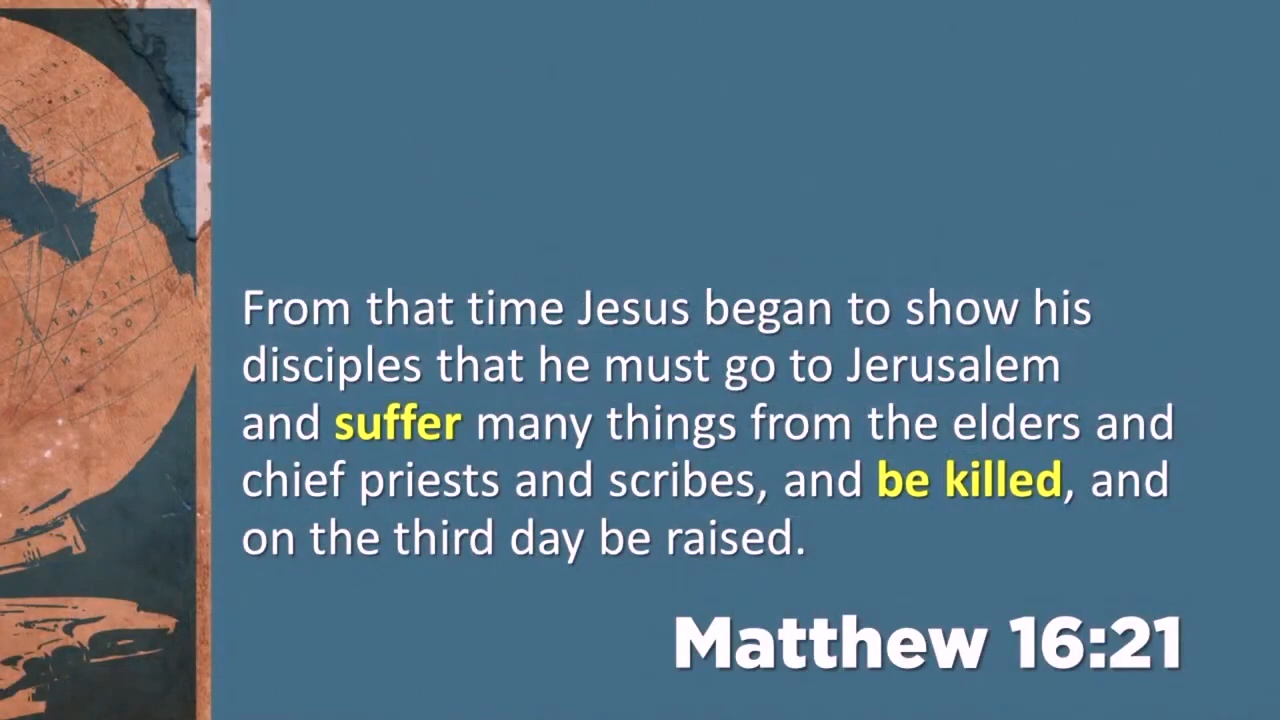 From that time Jesus began to show his
disciples that he must go to Jerusalem
and suffer many things from the elders and
chief priests and scribes, and be killed, and
on the third day be raised.
Matthew 16:21